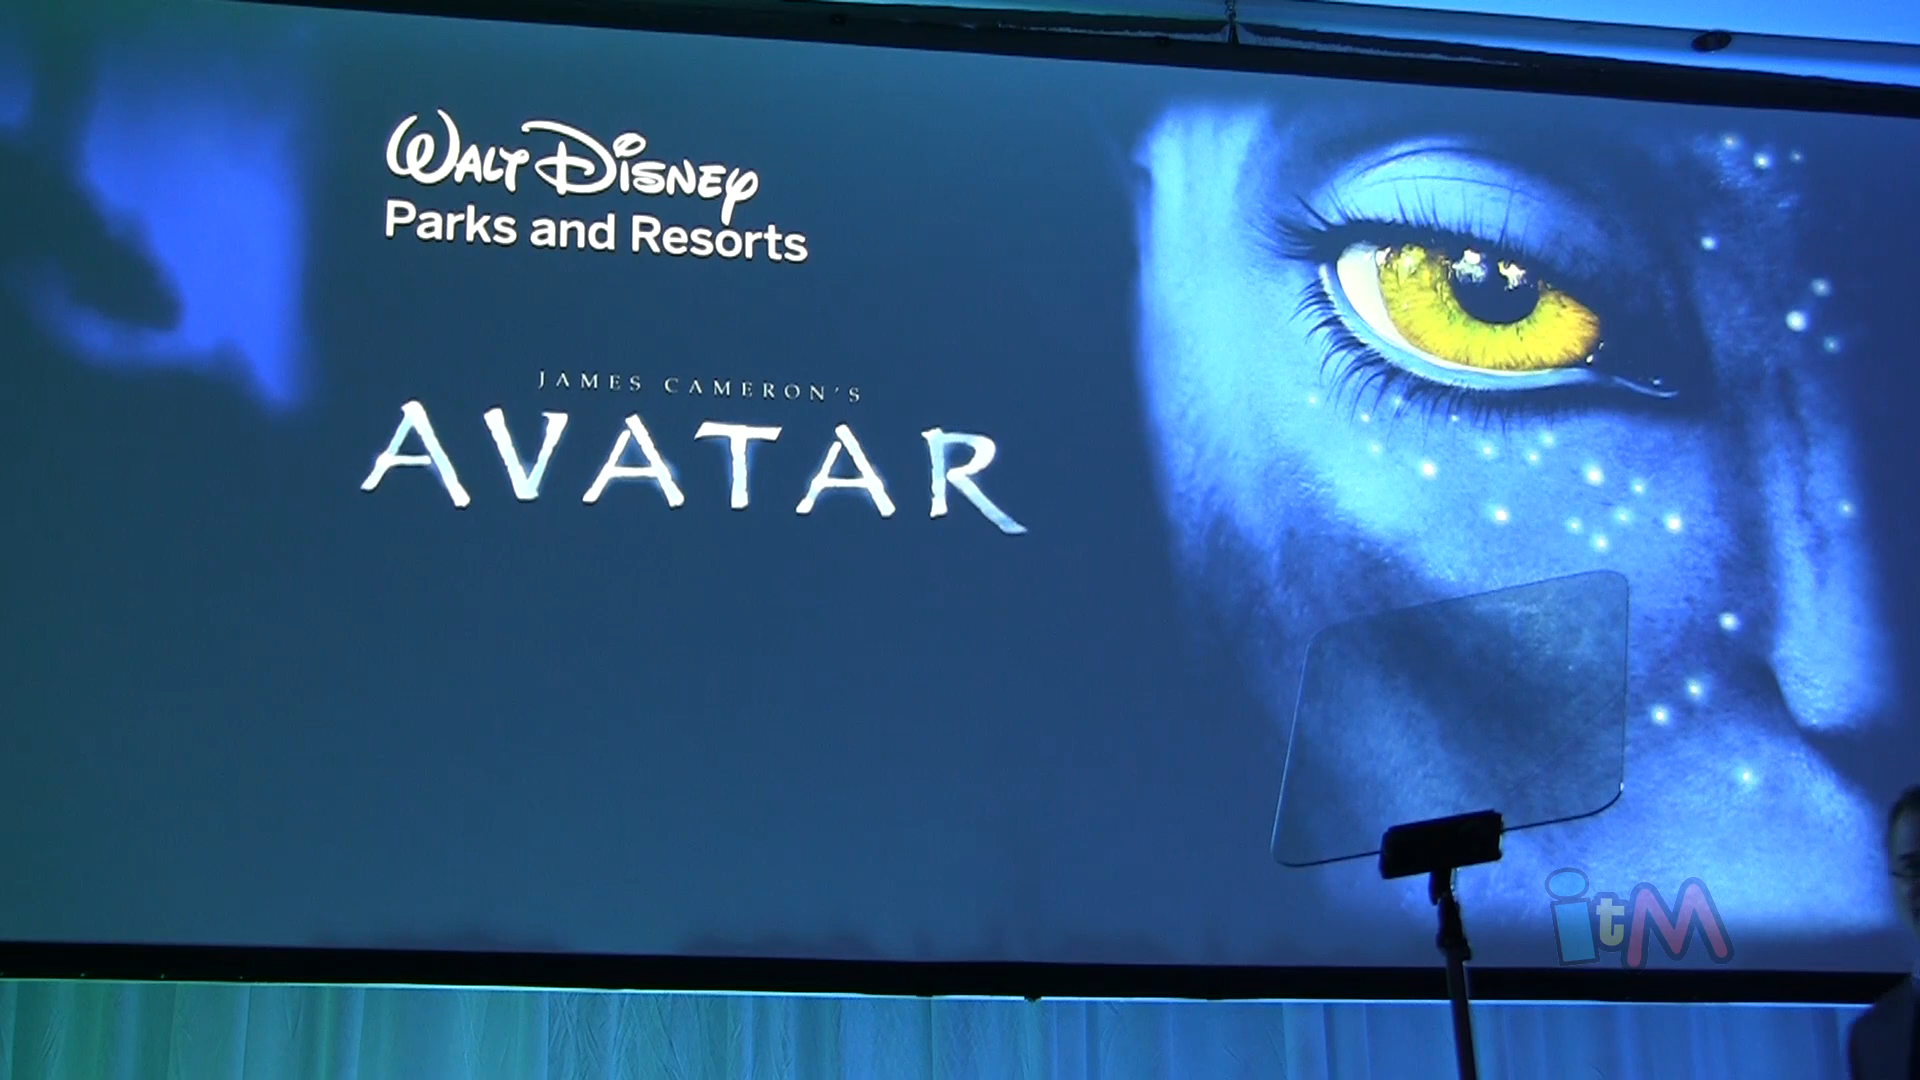 WALT DISNEY
Parks and Resorts
JAMES CAMERON'S
AVATAR
itM